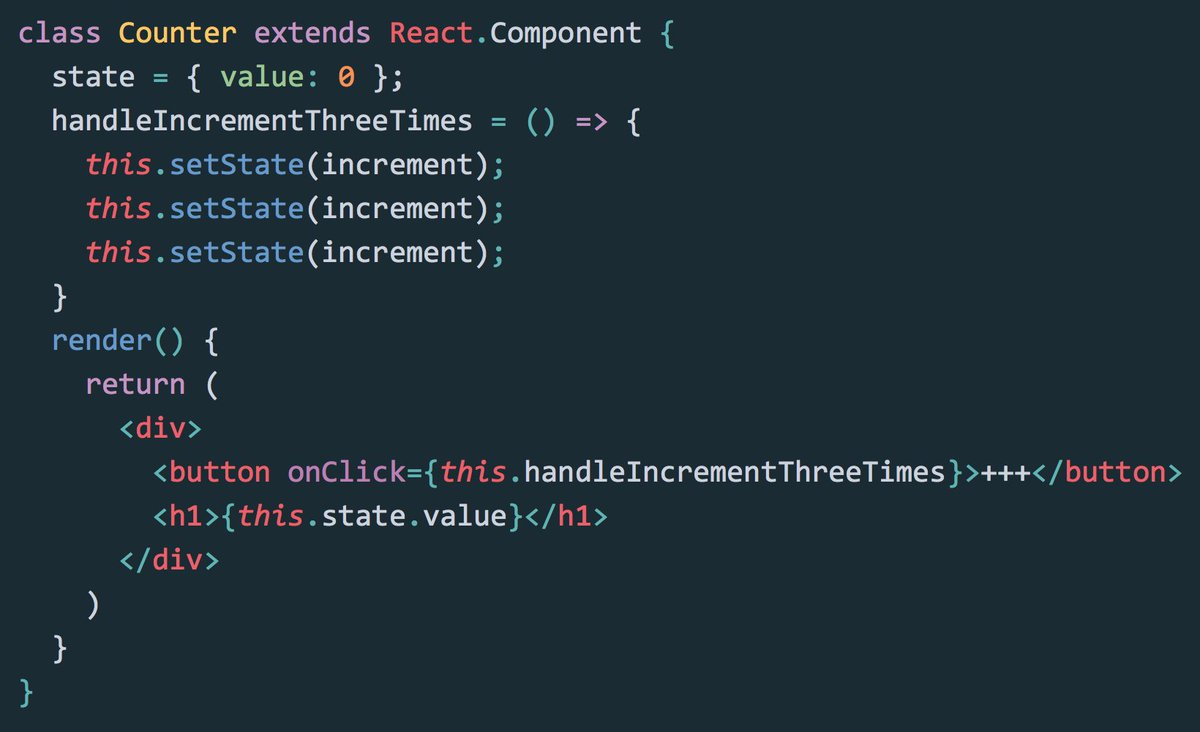 class Counter extends React.Component {
  state = { value: 0 };
  handleIncrementThreeTimes = () => {
    this.setState(increment);
    this.setState(increment);
    this.setState(increment);
  }
  render() {
    return (
      <div>
        <button onClick={this.handleIncrementThreeTimes}>+++</button>
        <h1>{this.state.value}</h1>
      </div>
    )
  }
}